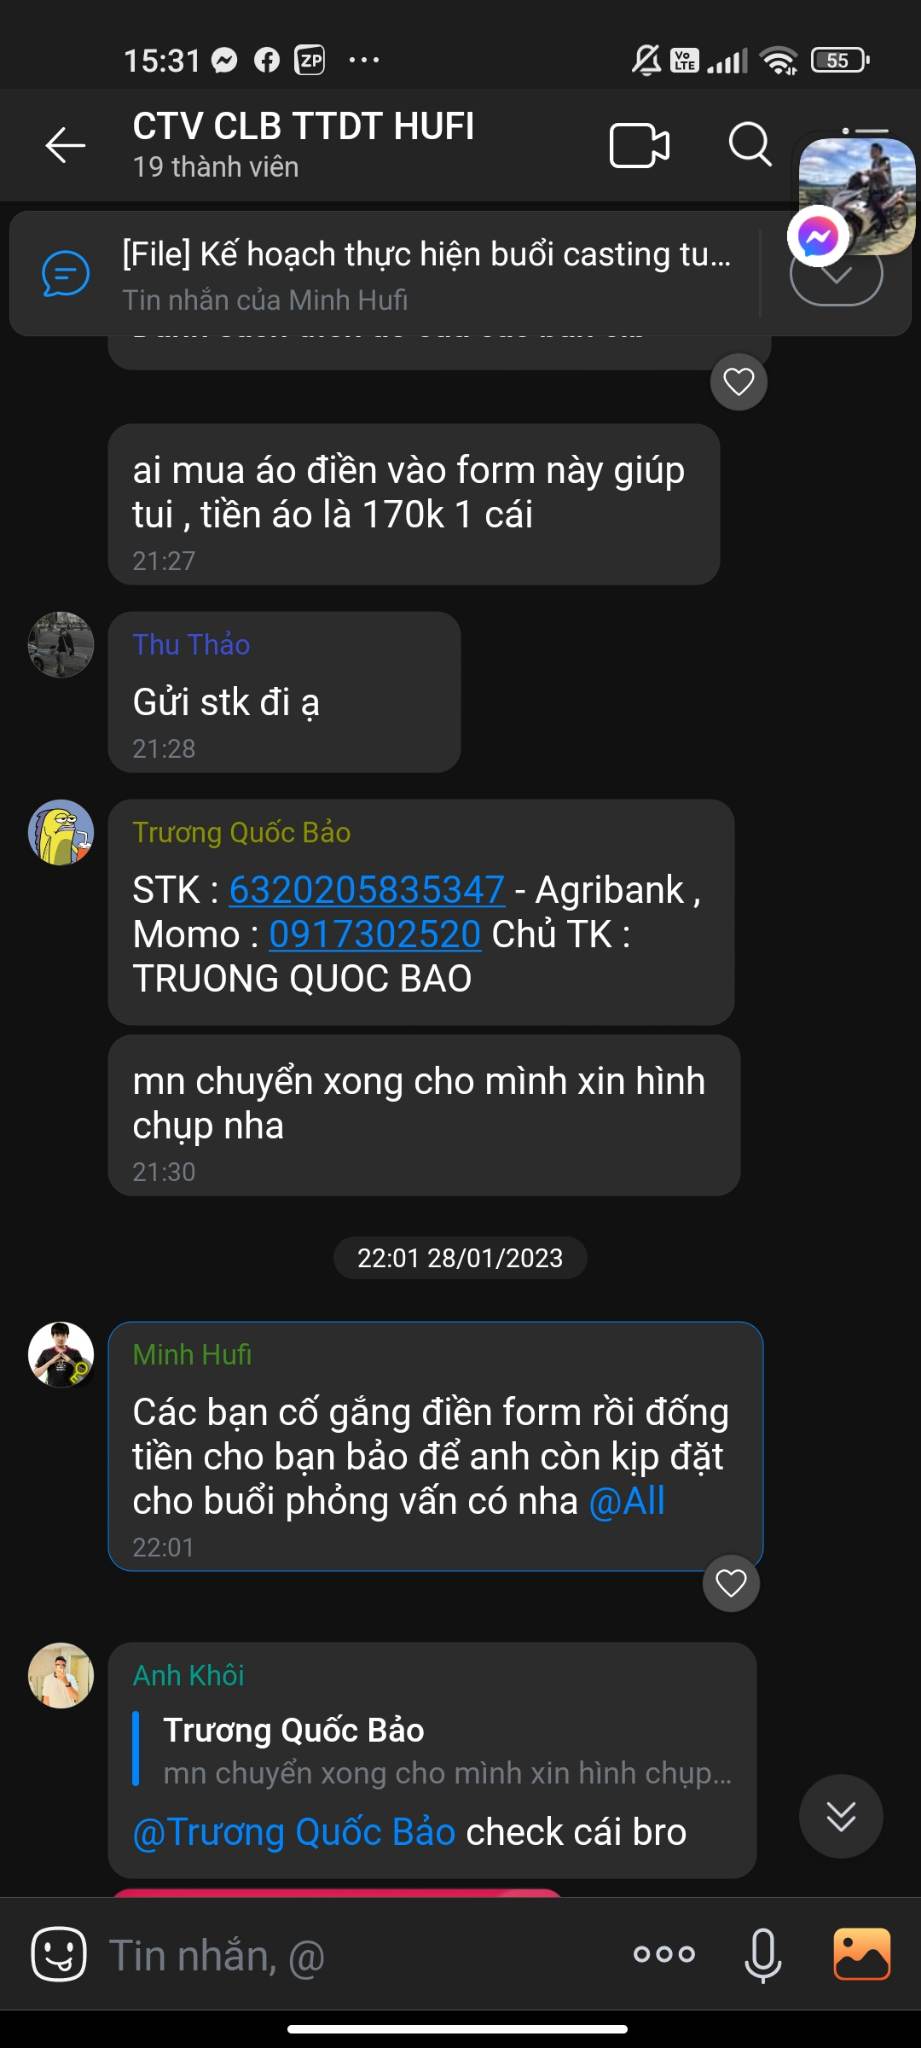 15:31 ZP ...
Vo LTE 55
CTV CLB TTDT HUFI
19 thành viên
[File] Kế hoạch thực hiện buổi casting tu...
Tin nhắn của Minh Hufi
ai mua áo điền vào form này giúp
tui , tiền áo là 170k 1 cái
21:27
Thu Thảo
Gửi stk đi ạ
21:28
Trương Quốc Bảo
STK : 6320205835347 - Agribank ,
Momo : 0917302520 Chủ TK :
TRUONG QUOC BAO
mn chuyển xong cho mình xin hình
chụp nha
21:30
22:01 28/01/2023
Minh Hufi
Các bạn cố gắng điền form rồi đống
tiền cho bạn bảo để anh còn kịp đặt
cho buổi phỏng vấn có nha @All
22:01
Anh Khôi
Trương Quốc Bảo
mn chuyển xong cho mình xin hình chụp...
@Trương Quốc Bảo check cái bro
Tin nhắn, @